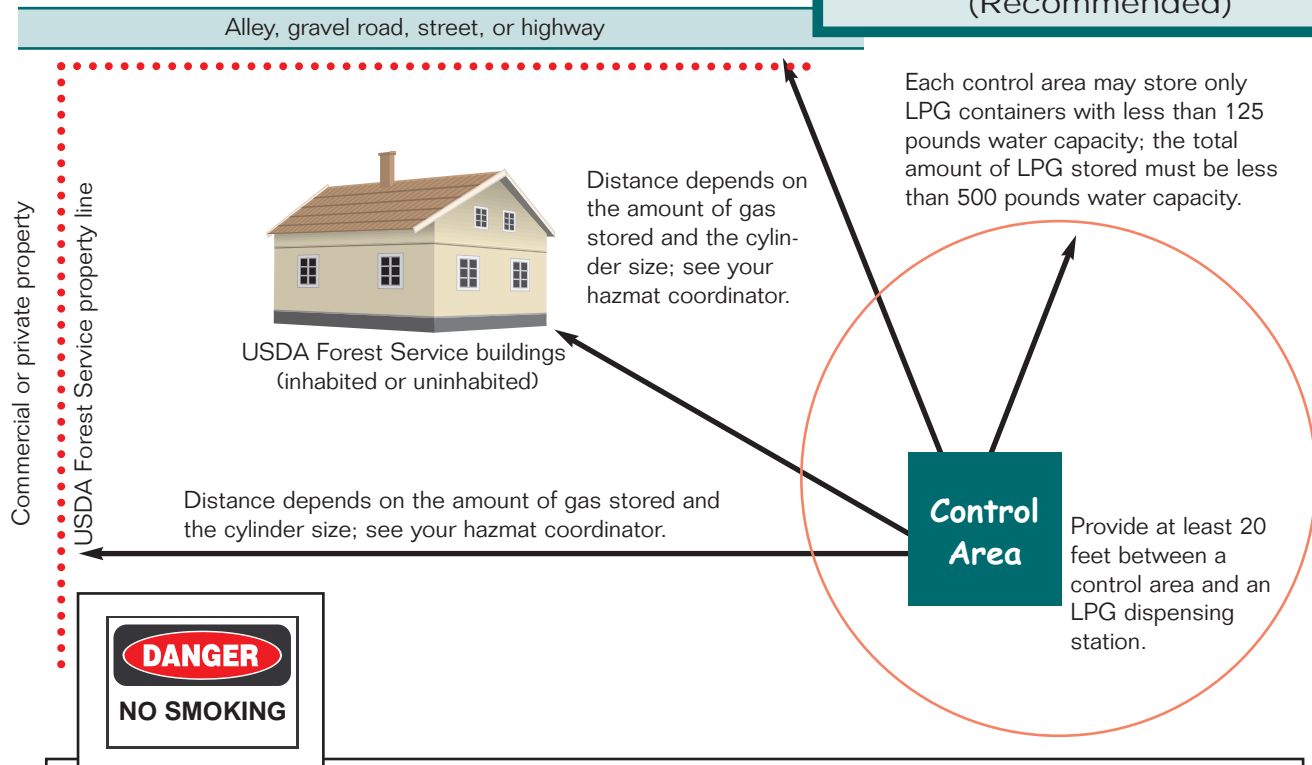 (Recommended)
Alley, gravel road, street, or highway
Each control area may store only
LPG containers with less than 125
pounds water capacity; the total
amount of LPG stored must be less
than 500 pounds water capacity.
Distance depends on
the amount of gas
stored and the cylin-
der size; see your
hazmat coordinator.
Commercial or private property
USDA Forest Service property line
USDA Forest Service buildings
(inhabited or uninhabited)
Distance depends on the amount of gas stored and
the cylinder size; see your hazmat coordinator.
Control
Area
Provide at least 20
feet between a
control area and an
LPG dispensing
station.
DANGER
NO SMOKING